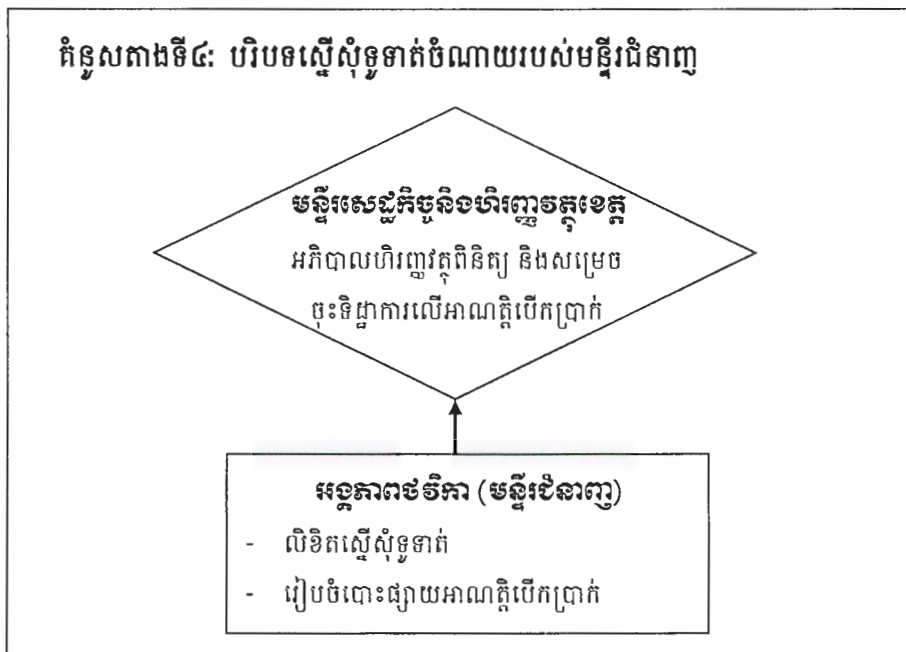 គំនូសតាងទី៤: បរិបទស្នើសុំទូទាត់ចំណាយរបស់មន្ទីរជំនាញ
មន្ទីរសេដ្ឋកិច្ចនិងហិរញ្ញវត្ថុខេត្ត
អភិបាលហិរញ្ញវត្ថុពិនិត្យ និងសម្រេច
ចុះទិដ្ឋាការលើអាណត្តិបើកប្រាក់
អង្គភាពថវិកា (មន្ទីរជំនាញ)
- លិខិតស្នើសុំទូទាត់
- រៀបចំបោះផ្សាយអាណត្តិបើកប្រាក់